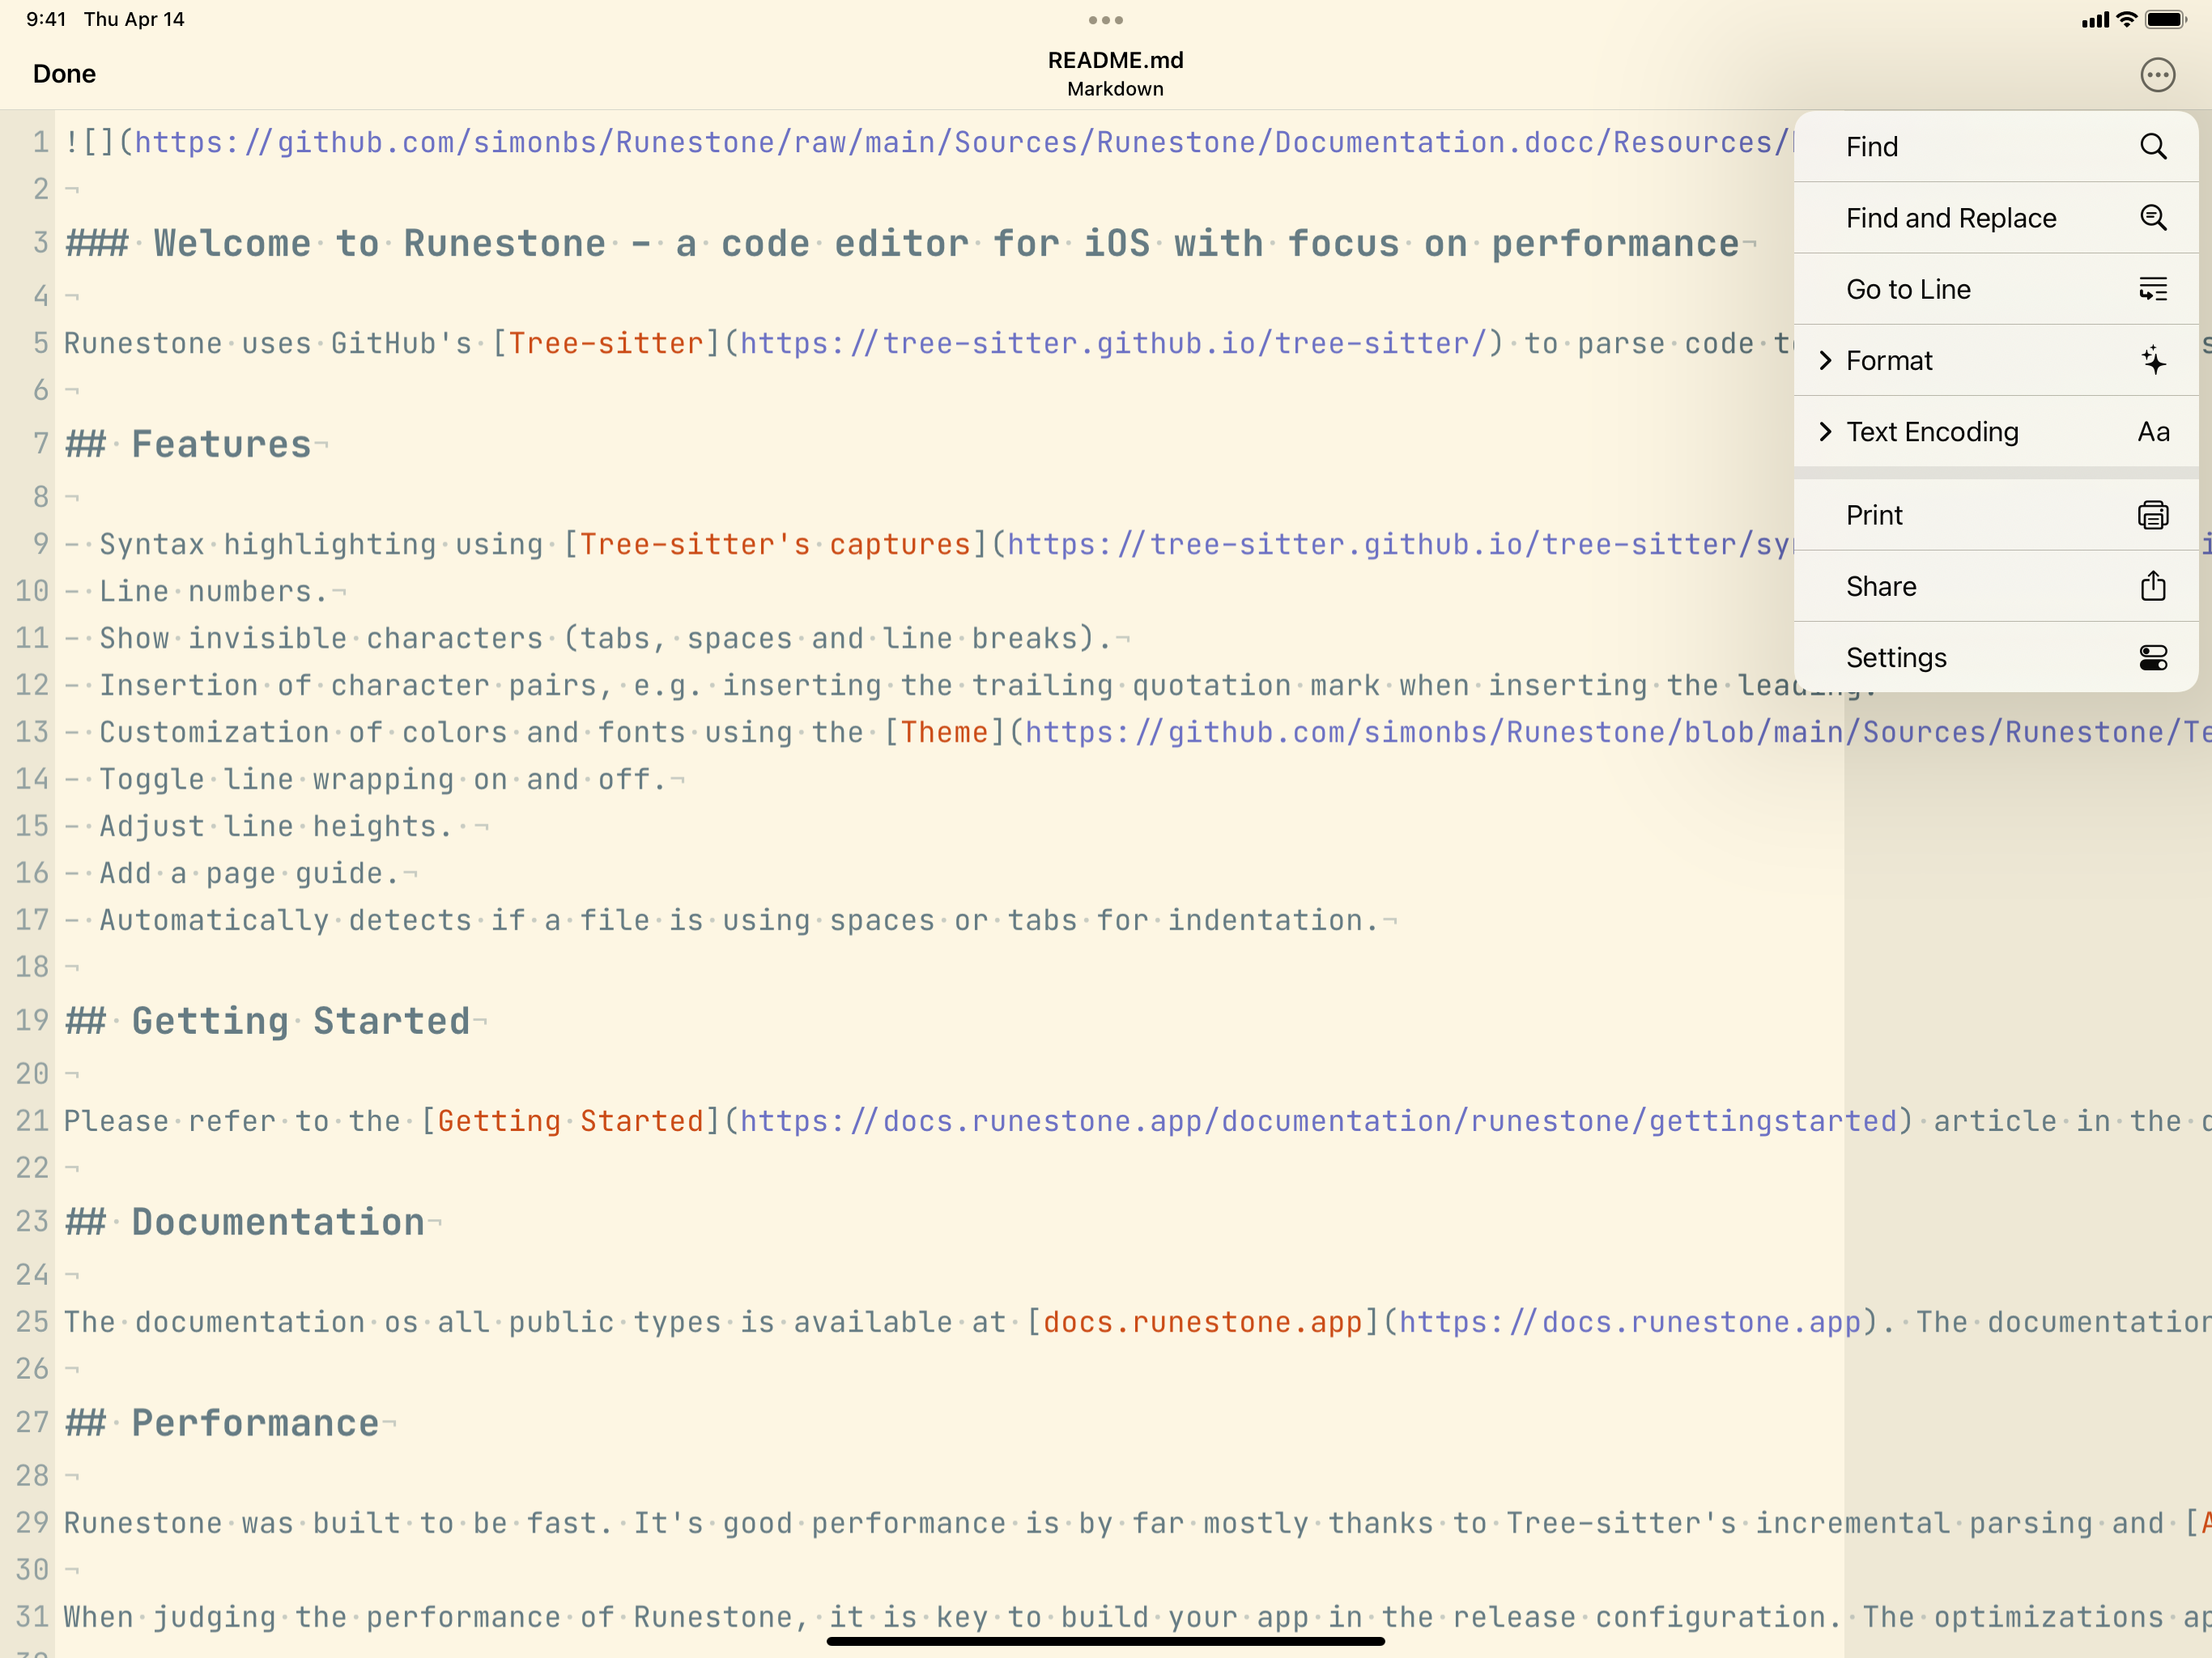 9:41 Thu Apr 14
Done
README.md
Markdown
1 ![](https://github.com/simonbs/Runestone/raw/main/Sources/Runestone/Documentation.docc/Resources/
2 ¬
3 ###·Welcome·to·Runestone·-·a·code·editor·for·iOS·with·focus·on·performance¬
4 ¬
5 Runestone·uses·GitHub's·[Tree-sitter](https://tree-sitter.github.io/tree-sitter/)·to·parse·code
6 ¬
7 ##·Features¬
8 ¬
9 -·Syntax·highlighting·using·[Tree-sitter's·captures](https://tree-sitter.github.io/tree-sitter/
10 -·Line·numbers.¬
11 -·Show·invisible·characters·(tabs,·spaces·and·line·breaks).¬
12 -·Insertion·of·character·pairs,·e.g.·inserting·the·trailing·quotation·mark·when·inserting·the·leading.
13 -·Customization·of·colors·and·fonts·using·the·[Theme](https://github.com/simonbs/Runestone/blob/main/Sources/Runestone/Te
14 -·Toggle·line·wrapping·on·and·off.¬
15 -·Adjust·line·heights.·¬
16 -·Add·a·page·guide.¬
17 -·Automatically·detects·if·a·file·is·using·spaces·or·tabs·for·indentation.¬
18 ¬
19 ##·Getting·Started¬
20 ¬
21 Please·refer·to·the·[Getting·Started](https://docs.runestone.app/documentation/runestone/gettingstarted)·article·in·the
22 ¬
23 ##·Documentation¬
24 ¬
25 The·documentation·os·all·public·types·is·available·at·[docs.runestone.app](https://docs.runestone.app).·The·documentation
26 ¬
27 ##·Performance¬
28 ¬
29 Runestone·was·built·to·be·fast.·It's·good·performance·is·by·far·mostly·thanks·to·Tree-sitter's·incremental·parsing·and·[
30 ¬
31 When·judging·the·performance·of·Runestone,·it·is·key·to·build·your·app·in·the·release·configuration.·The·optimizations·ap
Find
Find and Replace
Go to Line
Format
Text Encoding Aa
Print
Share
Settings